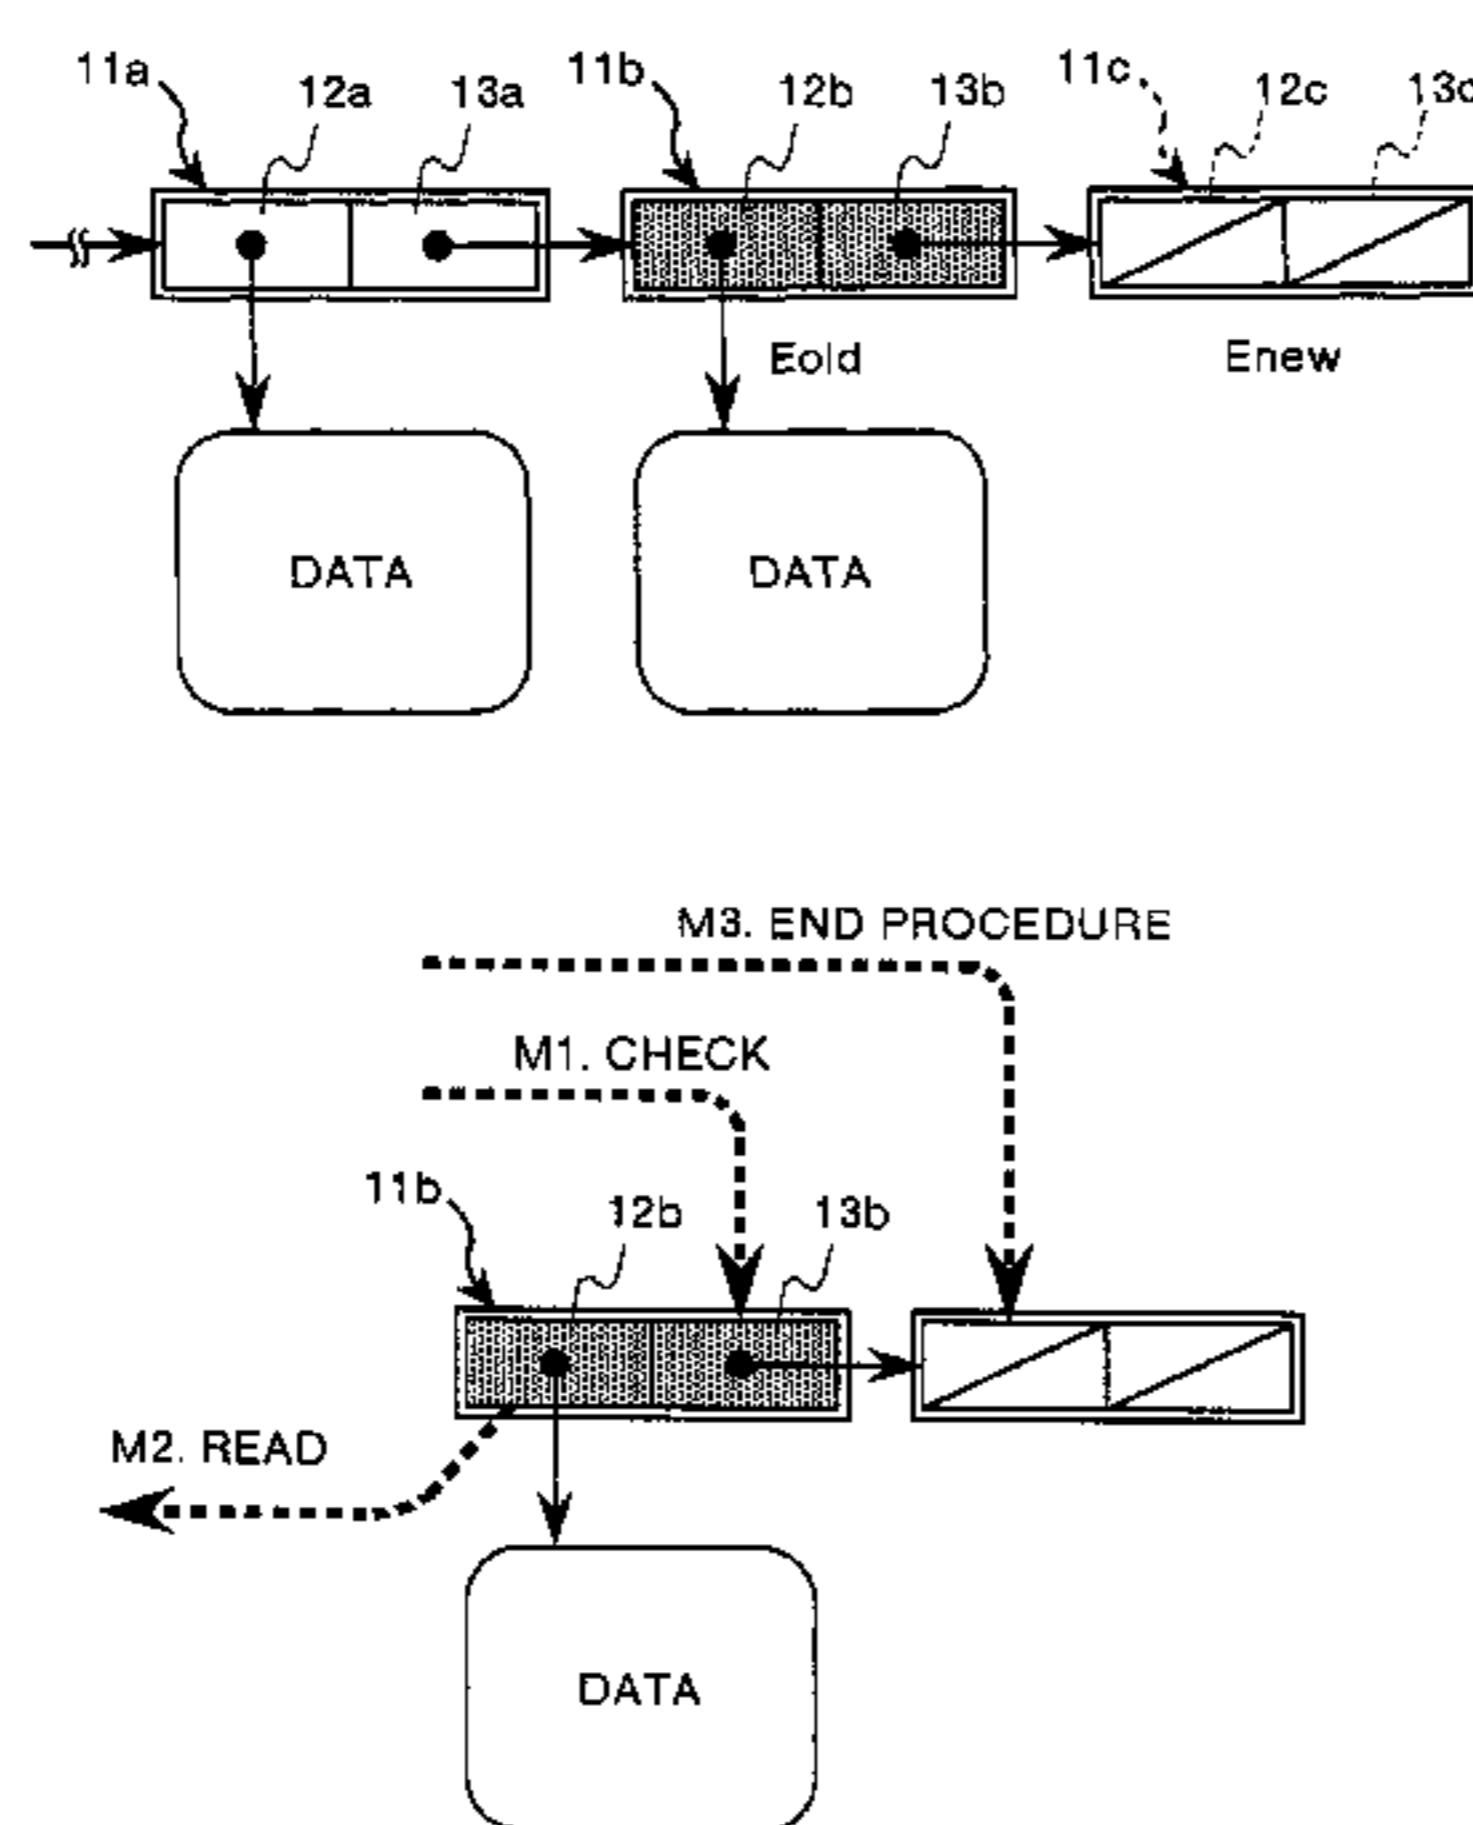 11a 12a 13a 11b 12b 13b 11c 12c
Eold Enew
DATA DATA
M3. END PROCEDURE
M1. CHECK
11b 12b 13b
M2. READ
DATA